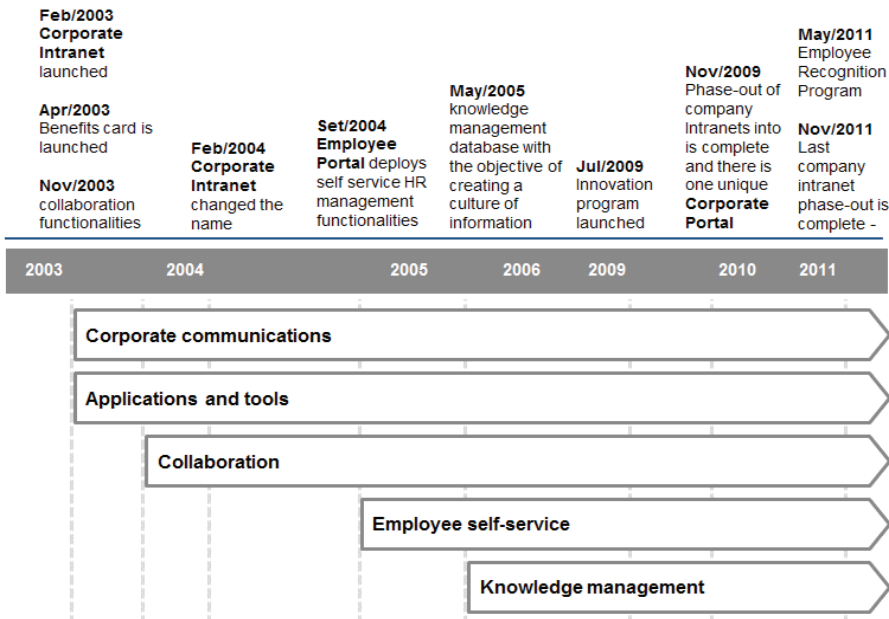 Feb/2003
Corporate
Intranet
launched
Apr/2003
Benefits card is
launched
Nov/2003
collaboration
functionalities
Feb/2004
Corporate
Intranet
changed the
name
Set/2004
Employee
Portal deploys
self service HR
management
functionalities
May/2005
knowledge
management
database with
the objective of
creating a
culture of
information
Jul/2009
Innovation
program
launched
Nov/2009
Phase-out of
company
Intranets into
is complete
and there is
one unique
Corporate
Portal
May/2011
Employee
Recognition
Program
Nov/2011
Last
company
intranet
phase-out is
complete -
2003 2004 2005 2006 2009 2010 2011
Corporate communications
Applications and tools
Collaboration
Employee self-service
Knowledge management